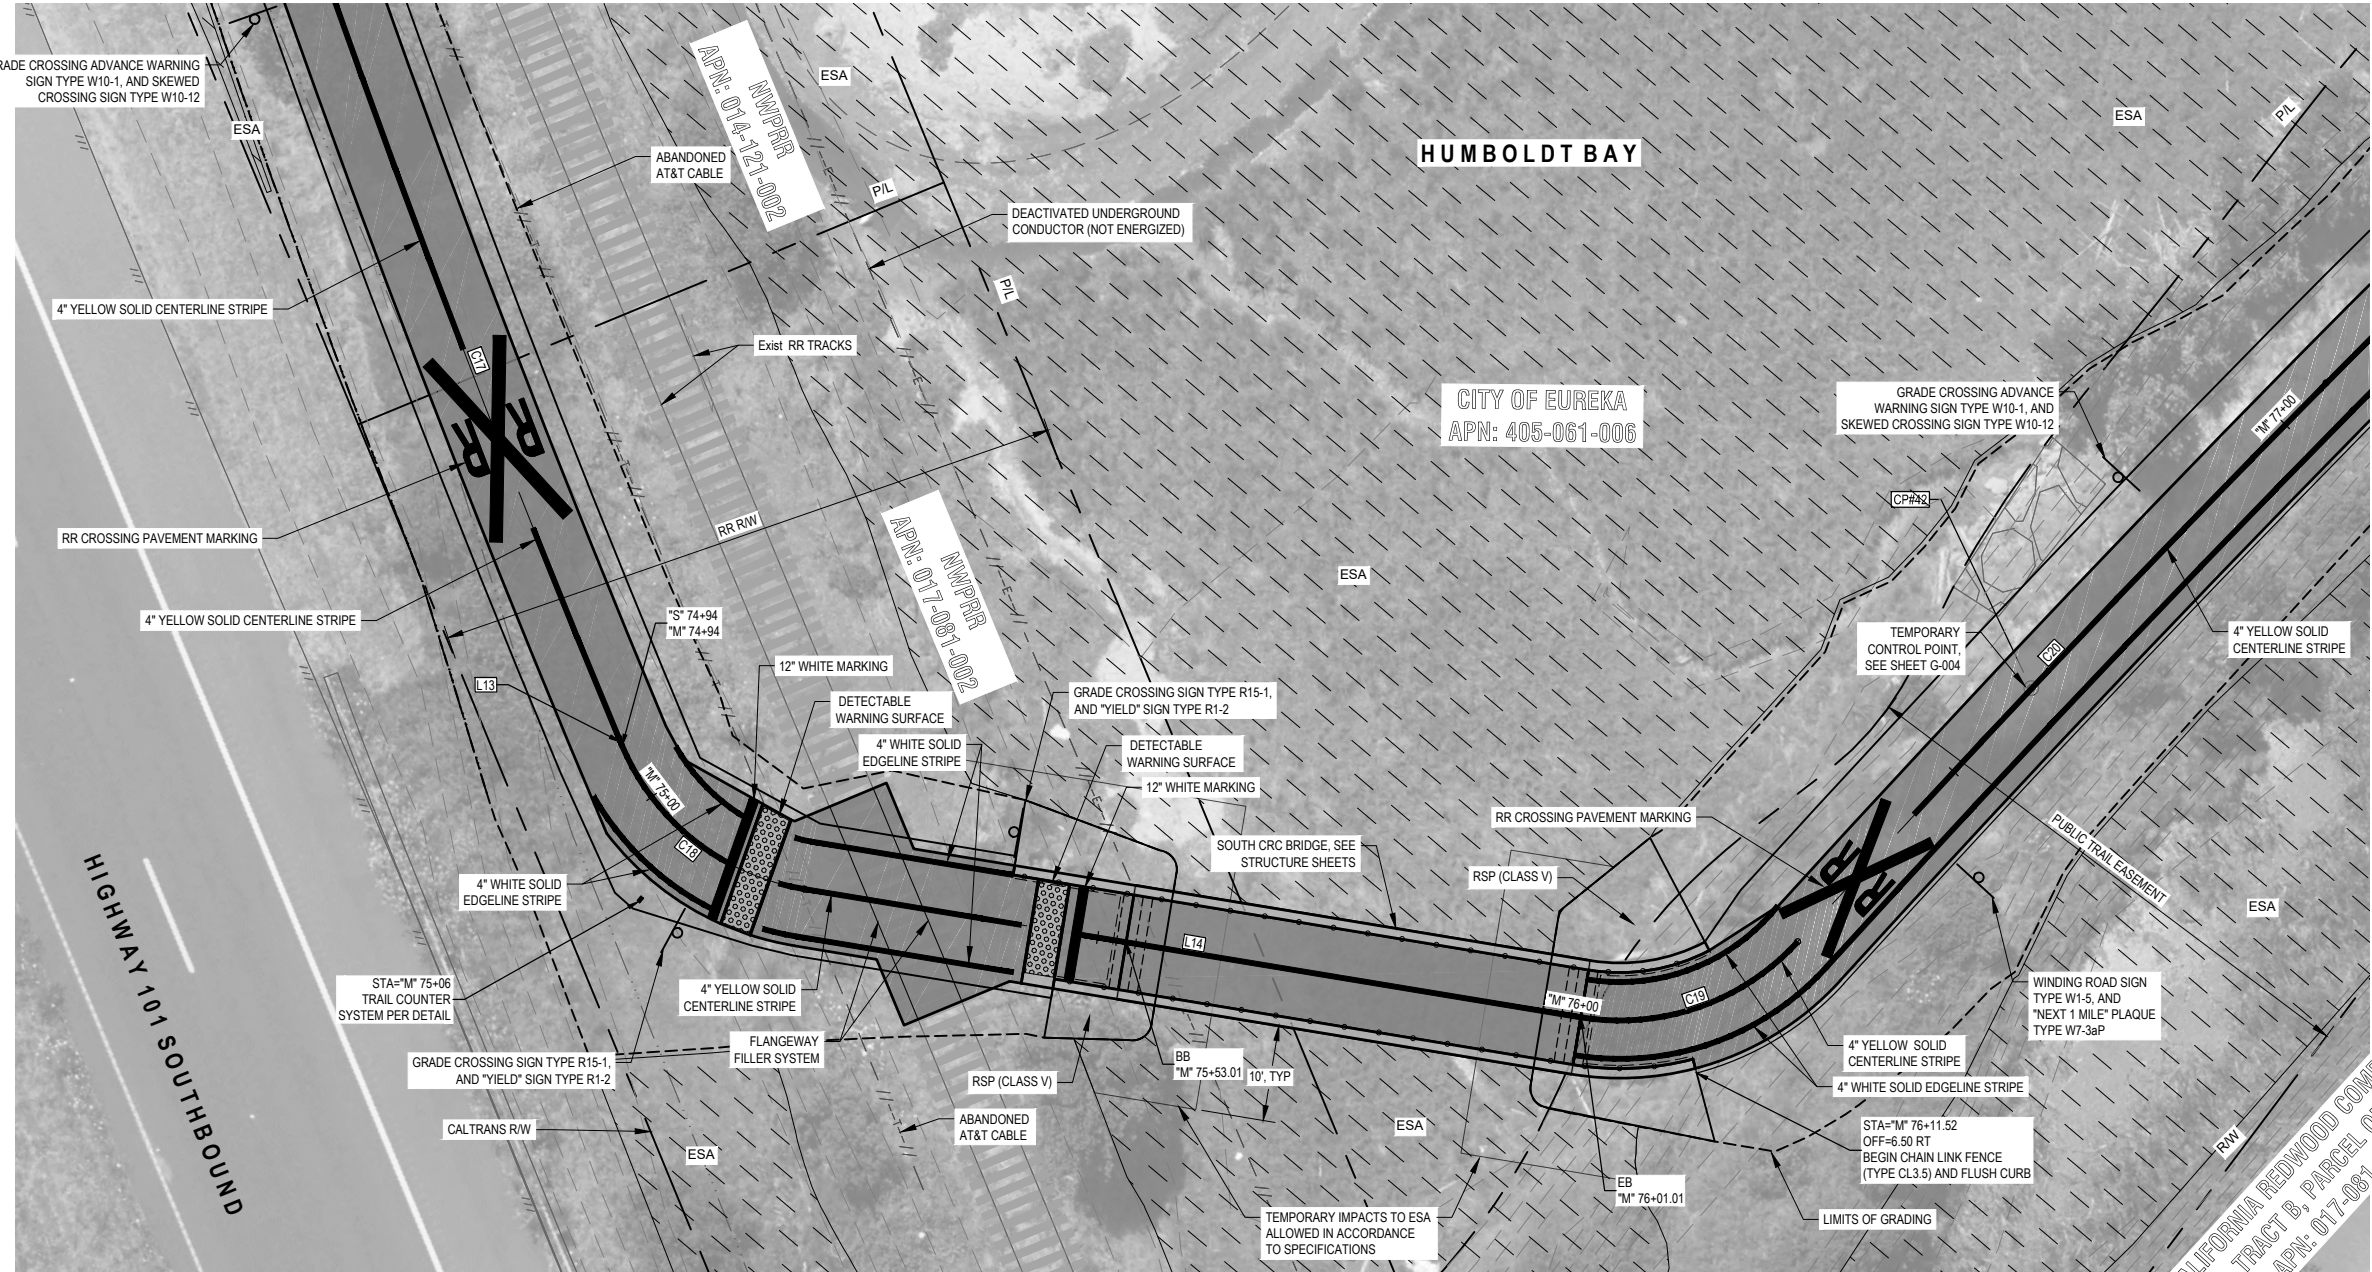 RADE CROSSING ADVANCE WARNING
SIGN TYPE W10-1, AND SKEWED
CROSSING SIGN TYPE W10-12
ESA
ABANDONED
AT&T CABLE
NWPRR
APN: 014-121-002
ESA
P/L
DEACTIVATED UNDERGROUND
CONDUCTOR (NOT ENERGIZED)
P/L
HUMBOLDT BAY
ESA
P/L
4" YELLOW SOLID CENTERLINE STRIPE
C17
Exist RR TRACKS
R R
RR CROSSING PAVEMENT MARKING
RR R/W
CITY OF EUREKA
APN: 405-061-006
GRADE CROSSING ADVANCE
WARNING SIGN TYPE W10-1, AND
SKEWED CROSSING SIGN TYPE W10-12
"M" 77+00
CP#42
4" YELLOW SOLID CENTERLINE STRIPE
"S" 74+94
"M" 74+94
NWPRR
APN: 017-081-002
ESA
TEMPORARY
CONTROL POINT,
SEE SHEET G-004
C20
4" YELLOW SOLID
CENTERLINE STRIPE
L13
12" WHITE MARKING
DETECTABLE
WARNING SURFACE
4" WHITE SOLID
EDGELINE STRIPE
GRADE CROSSING SIGN TYPE R15-1,
AND "YIELD" SIGN TYPE R1-2
DETECTABLE
WARNING SURFACE
12" WHITE MARKING
"M" 75+00
C18
SOUTH CRC BRIDGE, SEE
STRUCTURE SHEETS
RR CROSSING PAVEMENT MARKING
RSP (CLASS V)
R R
PUBLIC TRAIL EASEMENT
ESA
HIGHWAY 101 SOUTHBOUND
4" WHITE SOLID
EDGELINE STRIPE
L14
"M" 76+00
C19
STA="M" 75+06
TRAIL COUNTER
SYSTEM PER DETAIL
4" YELLOW SOLID
CENTERLINE STRIPE
FLANGEWAY
FILLER SYSTEM
GRADE CROSSING SIGN TYPE R15-1,
AND "YIELD" SIGN TYPE R1-2
RSP (CLASS V)
BB
"M" 75+53.01
10', TYP
WINDING ROAD SIGN
TYPE W1-5, AND
"NEXT 1 MILE" PLAQUE
TYPE W7-3aP
4" YELLOW SOLID
CENTERLINE STRIPE
4" WHITE SOLID EDGELINE STRIPE
CALTRANS R/W
ESA
ABANDONED
AT&T CABLE
ESA
STA="M" 76+11.52
OFF=6.50 RT
BEGIN CHAIN LINK FENCE
(TYPE CL3.5) AND FLUSH CURB
R/W
EB
"M" 76+01.01
TEMPORARY IMPACTS TO ESA
ALLOWED IN ACCORDANCE
TO SPECIFICATIONS
LIMITS OF GRADING
ALIFORNIA REDWOOD COMP
TRACT B, PARCEL
APN: 017-081